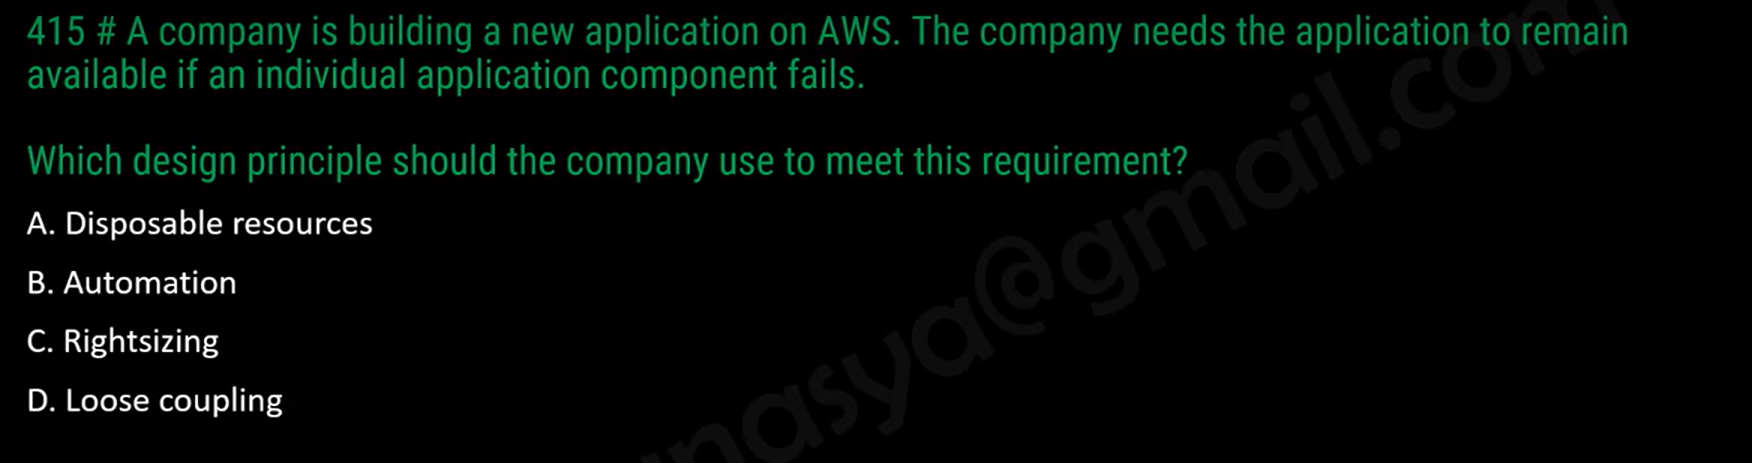 415 # A company is building a new application on AWS. The company needs the application to remain
available if an individual application component fails.
Which design principle should the company use to meet this requirement?
A. Disposable resources
B. Automation
C. Rightsizing
D. Loose coupling